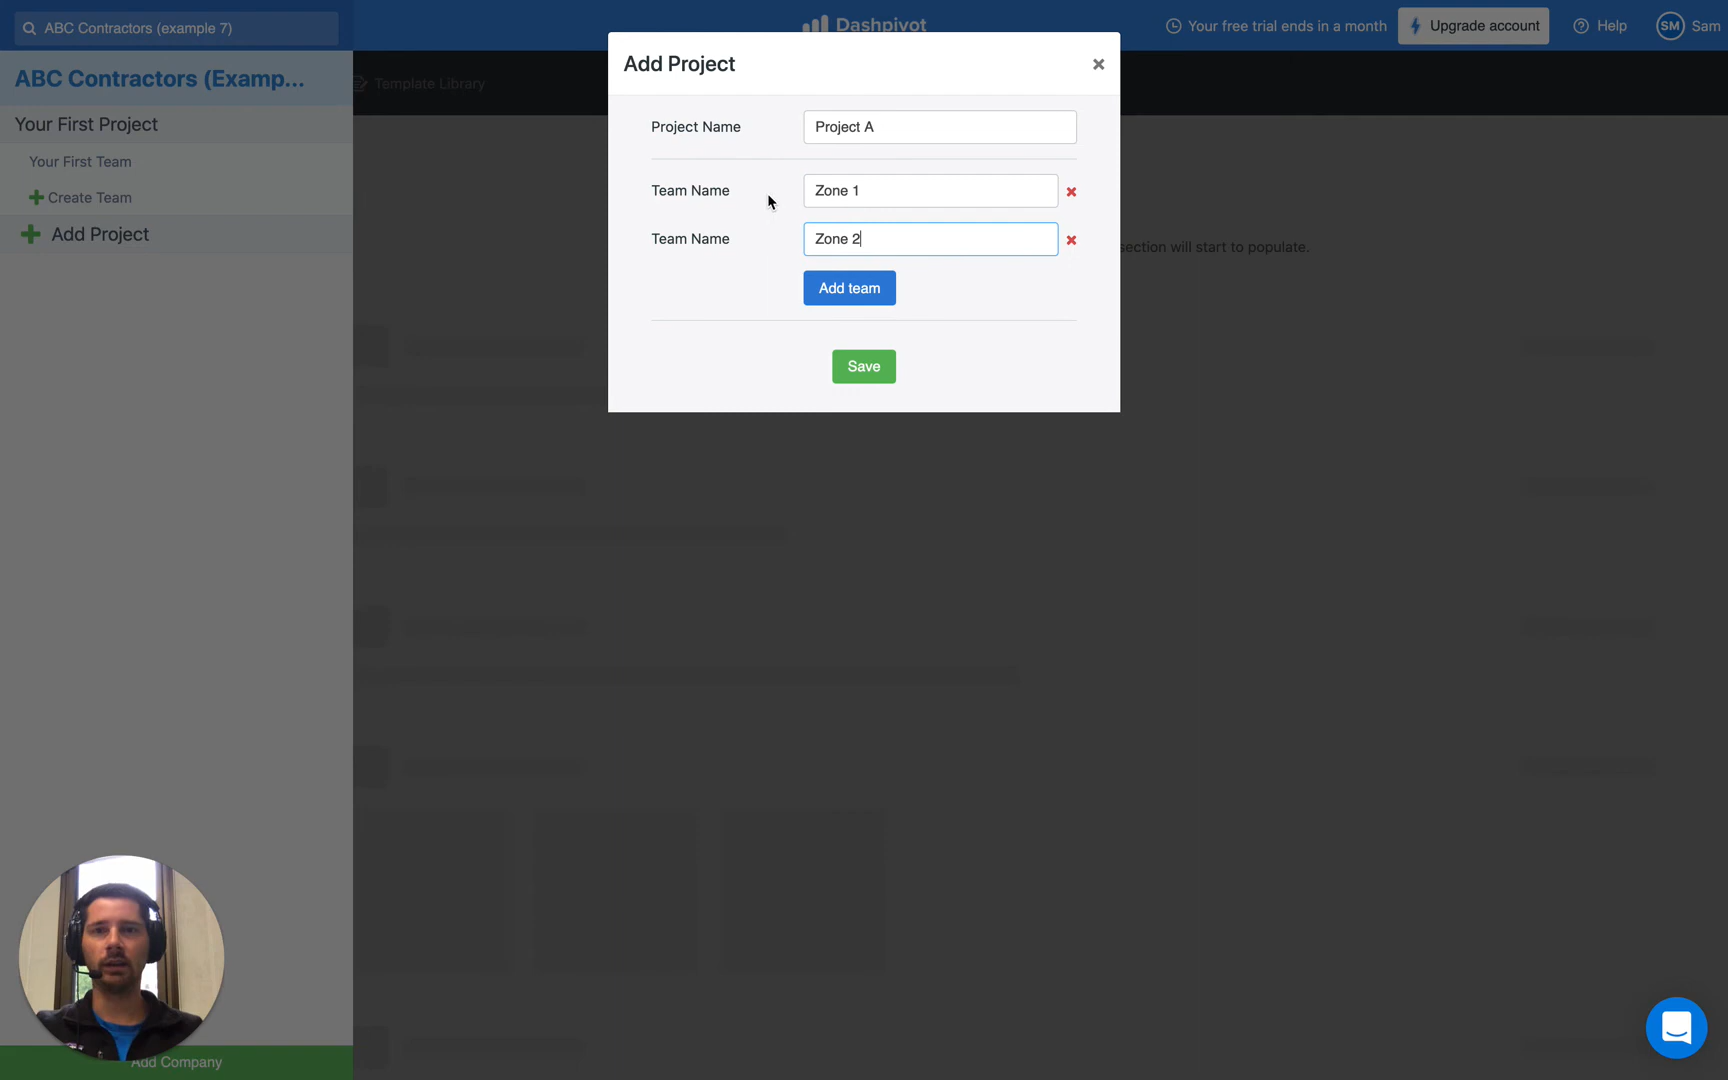 ABC Contractors (example 7)
Dashpivot
Your free trial ends in a month
Upgrade account
Help
SM
Sam
ABC Contractors (Examp...
Template Library
Your First Project
Your First Team
Create Team
Add Project
Add Project
×
Project Name
Project A
Team Name
Zone 1
Team Name
Zone 2
section will start to populate.
Add team
Save
Add Company